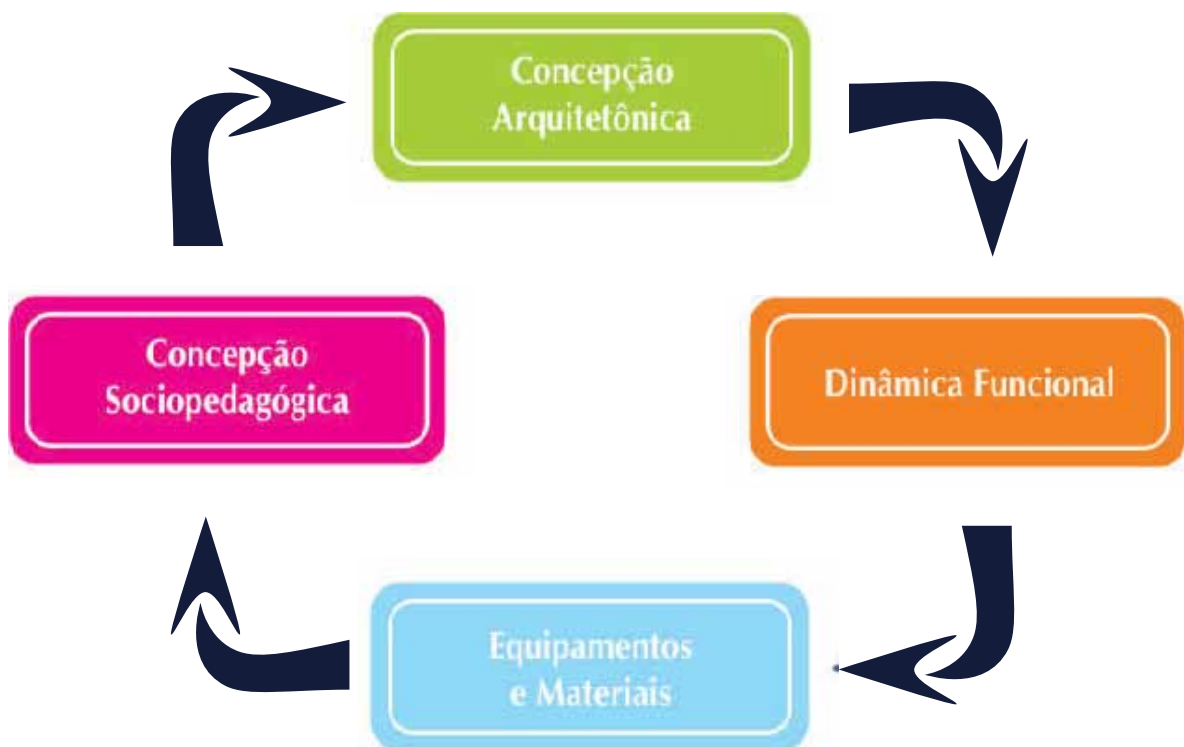 Concepção
Arquitetônica
Concepção
Sociopedagógica
Dinâmica Funcional
Equipamentos
e Materiais